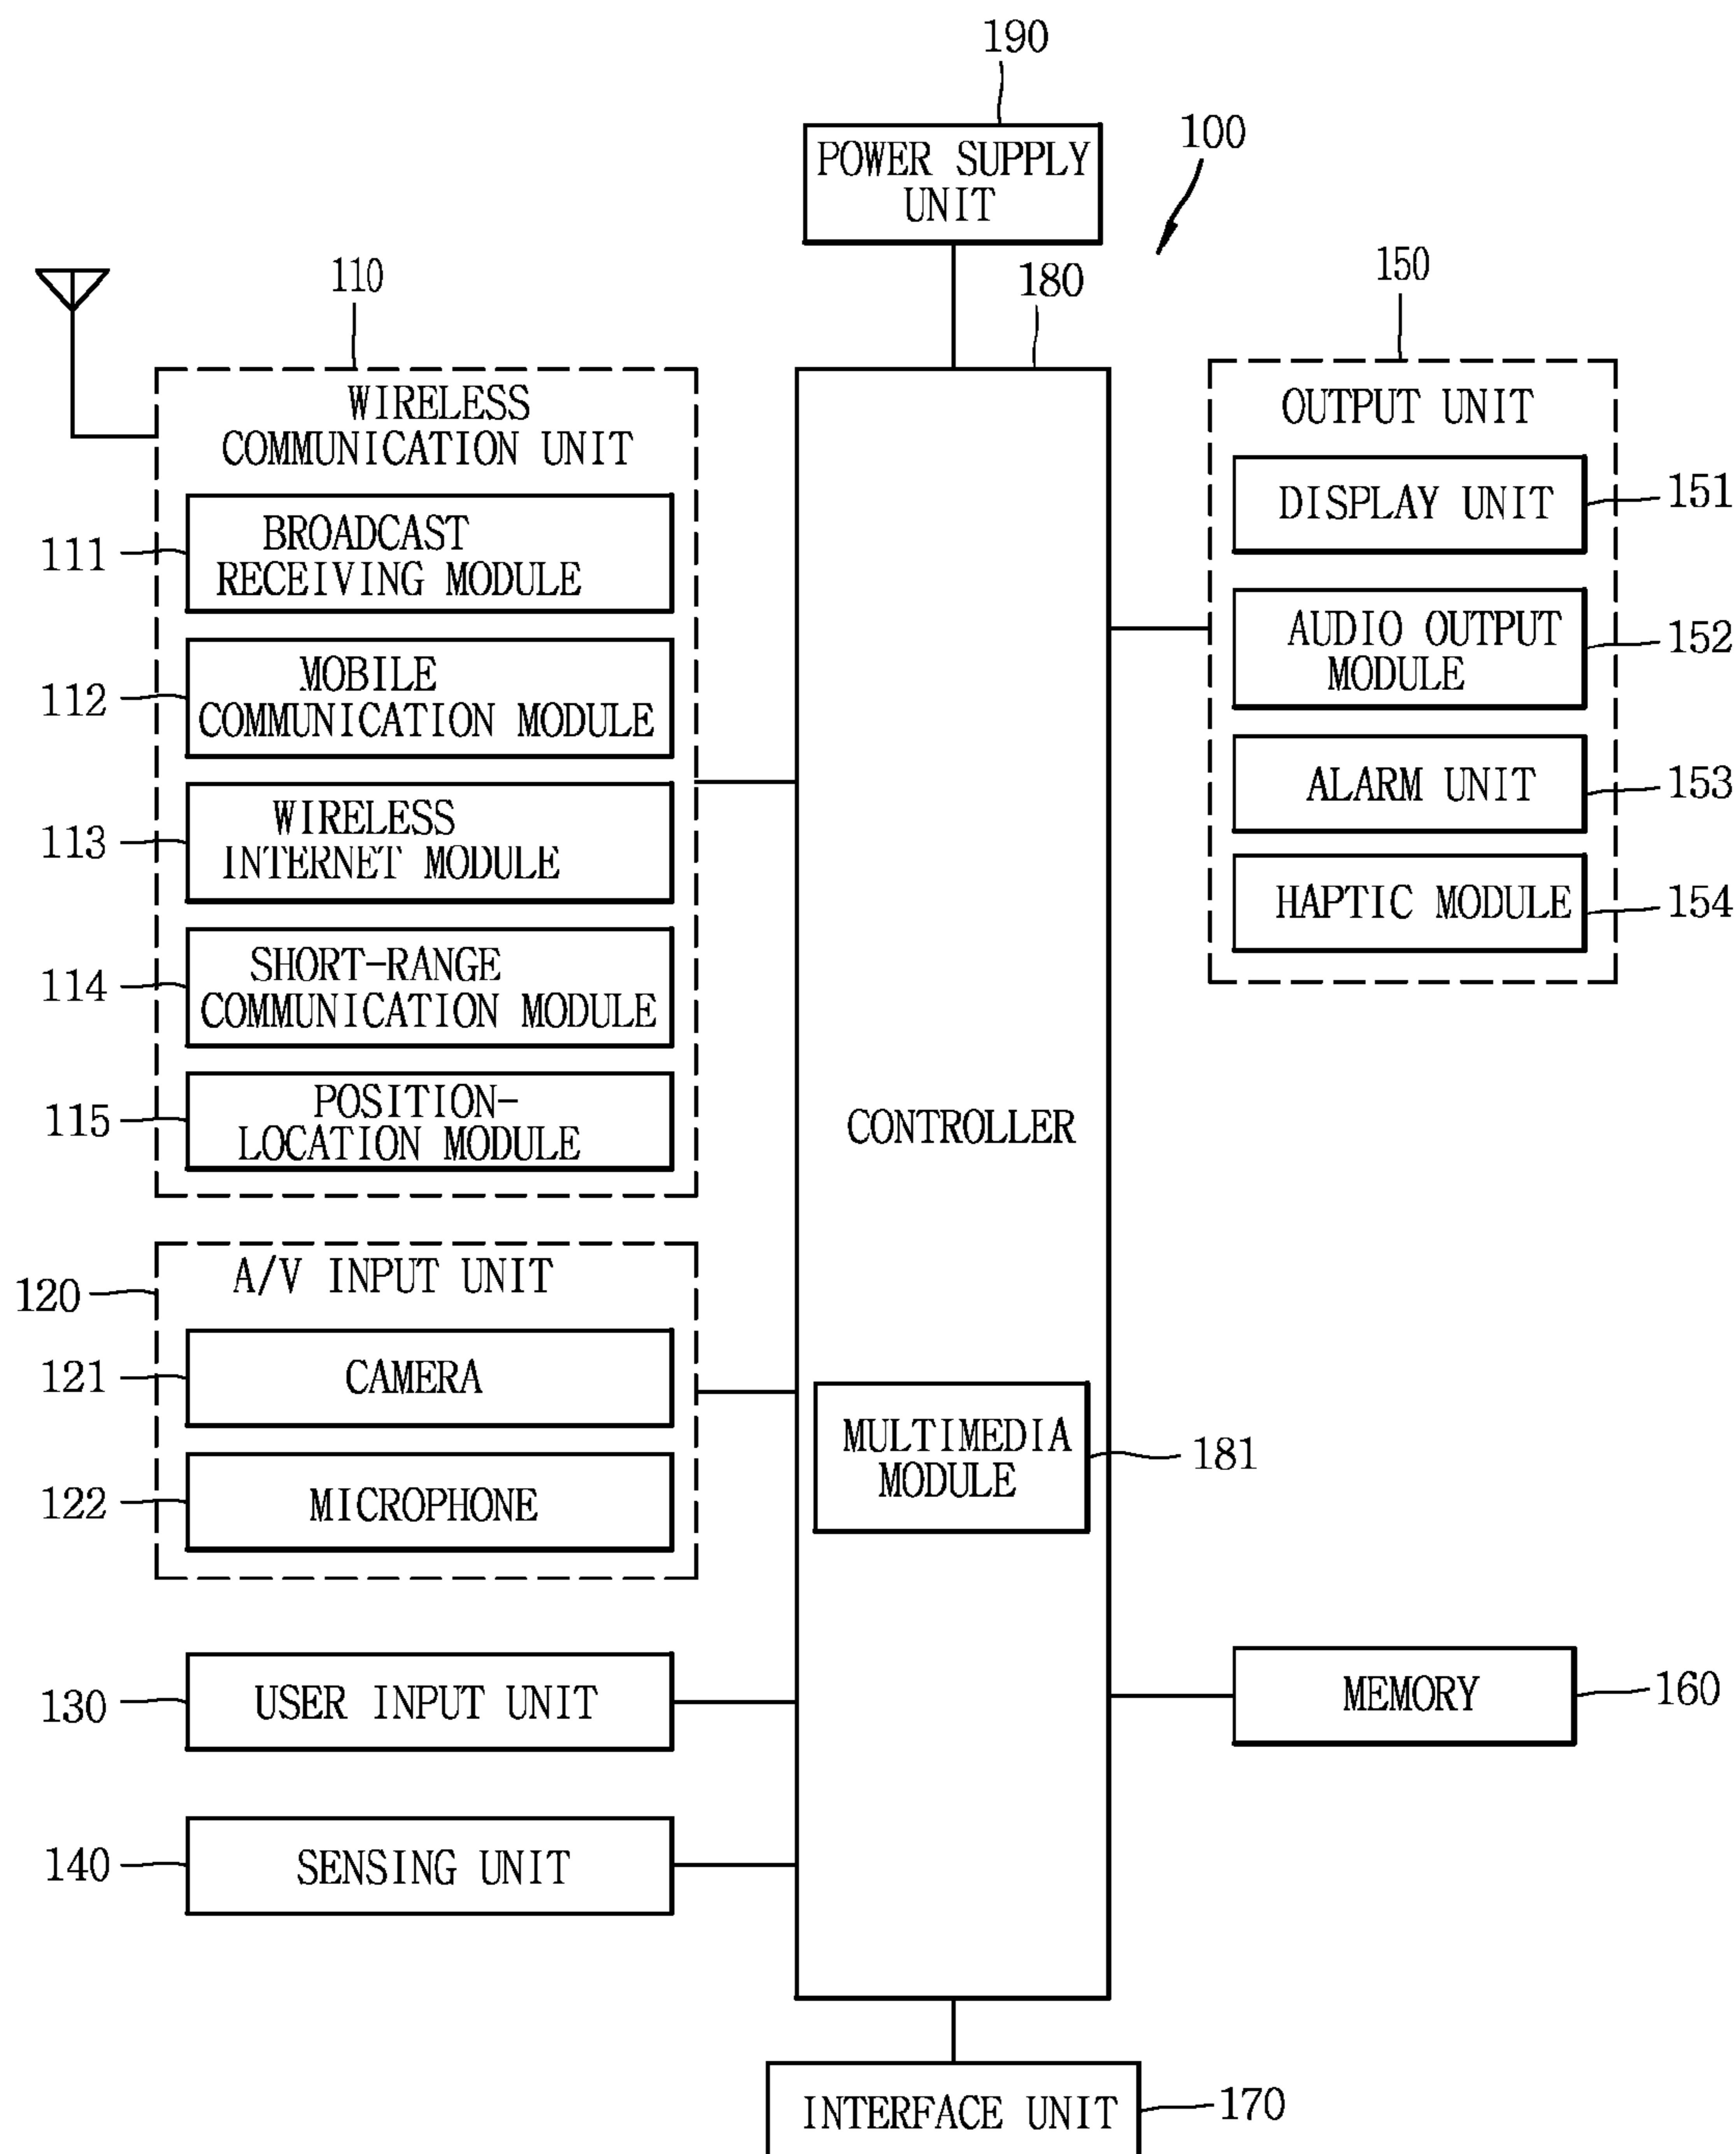 190
POWER SUPPLY
UNIT
100
110
180
150
WIRELESS
COMMUNICATION UNIT
111
BROADCAST
RECEIVING MODULE
112
MOBILE
COMMUNICATION MODULE
113
WIRELESS
INTERNET MODULE
114
SHORT-RANGE
COMMUNICATION MODULE
115
POSITION-
LOCATION MODULE
120
A/V INPUT UNIT
121
CAMERA
122
MICROPHONE
130
USER INPUT UNIT
140
SENSING UNIT
CONTROLLER
MULTIMEDIA
MODULE
181
OUTPUT UNIT
DISPLAY UNIT
151
AUDIO OUTPUT
MODULE
152
ALARM UNIT
153
HAPTIC MODULE
154
MEMORY
160
INTERFACE UNIT
170